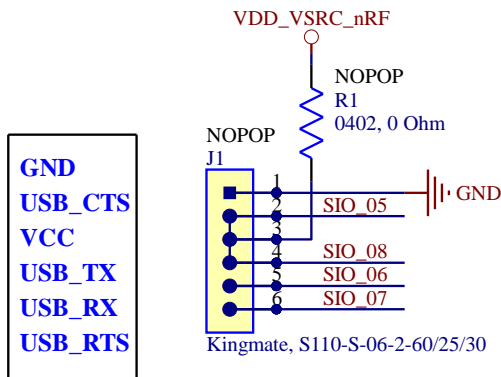 VDD_VSRC_nRF
NOPOP
R1
0402, 0 Ohm
NOPOP
J1
GND
USB_CTS
VCC
USB_TX
USB_RX
USB_RTS
1
2
3
4
5
6
SIO_05
SIO_08
SIO_06
SIO_07
GND
Kingmate, S110-S-06-2-60/25/30